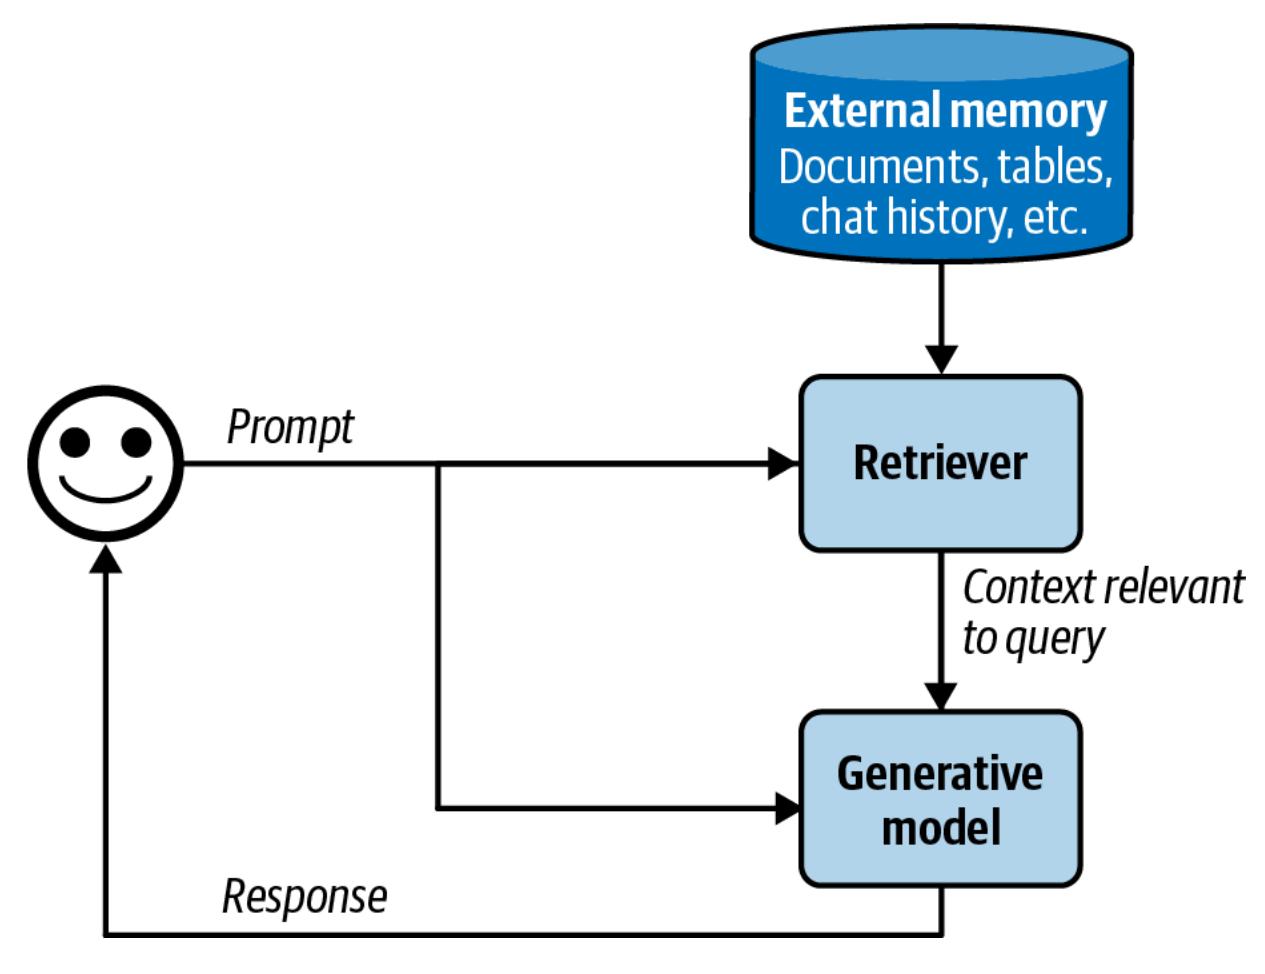 External memory
Documents, tables,
chat history, etc.
Prompt
Retriever
Context relevant
to query
Generative
model
Response